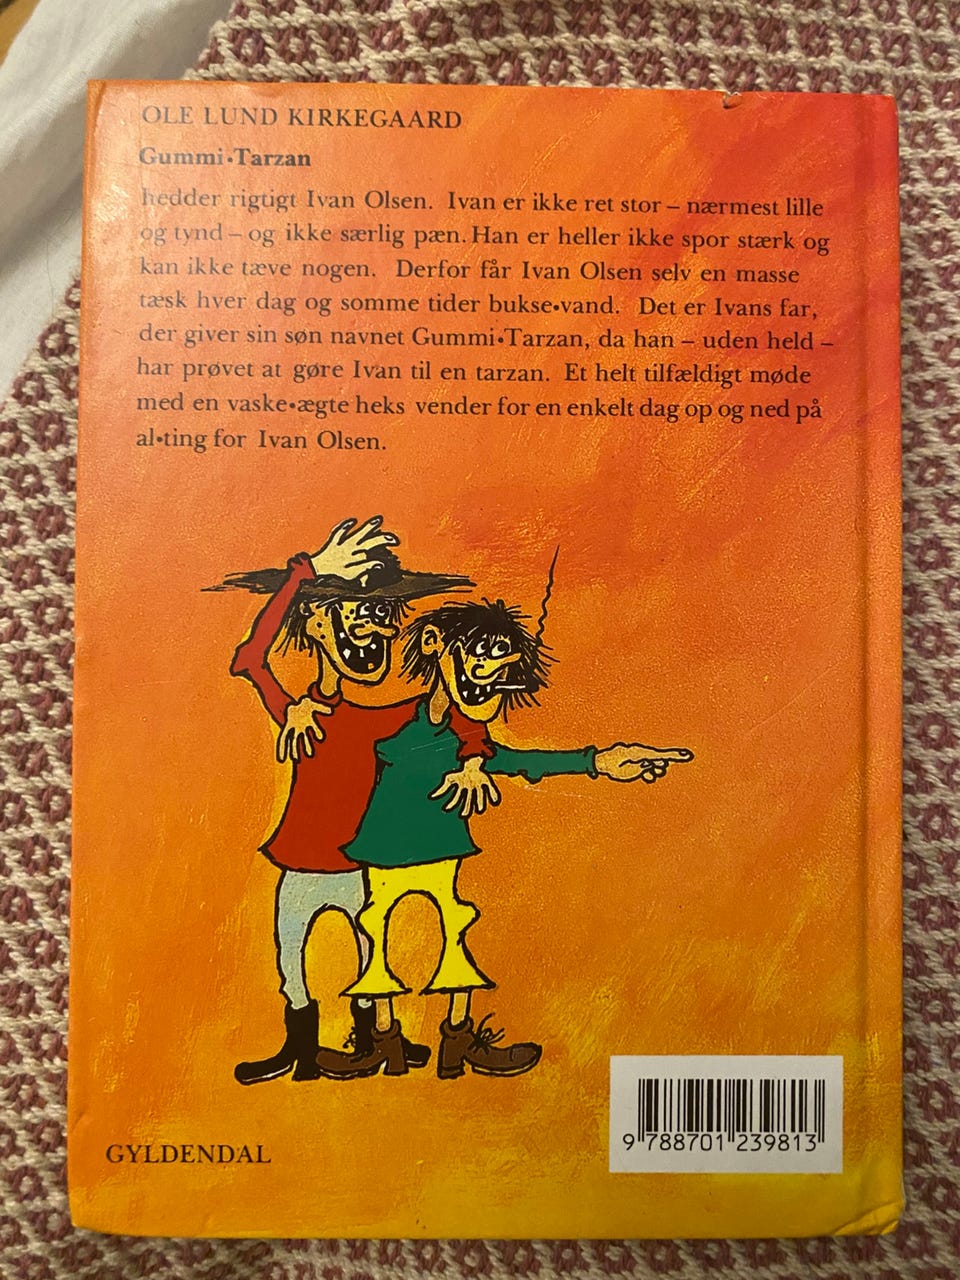 OLE LUND KIRKEGAARD
Gummi•Tarzan
hedder rigtigt Ivan Olsen. Ivan er ikke ret stor – nærmest lille
og tynd – og ikke særlig pæn. Han er heller ikke spor stærk og
kan ikke tæve nogen. Derfor får Ivan Olsen selv en masse
tæsk hver dag og somme tider bukse•vand. Det er Ivans far,
der giver sin søn navnet Gummi•Tarzan, da han – uden held –
har prøvet at gøre Ivan til en tarzan. Et helt tilfældigt møde
med en vaske•ægte heks vender for en enkelt dag op og ned på
al•ting for Ivan Olsen.
GYLDENDAL
9 788701 239813